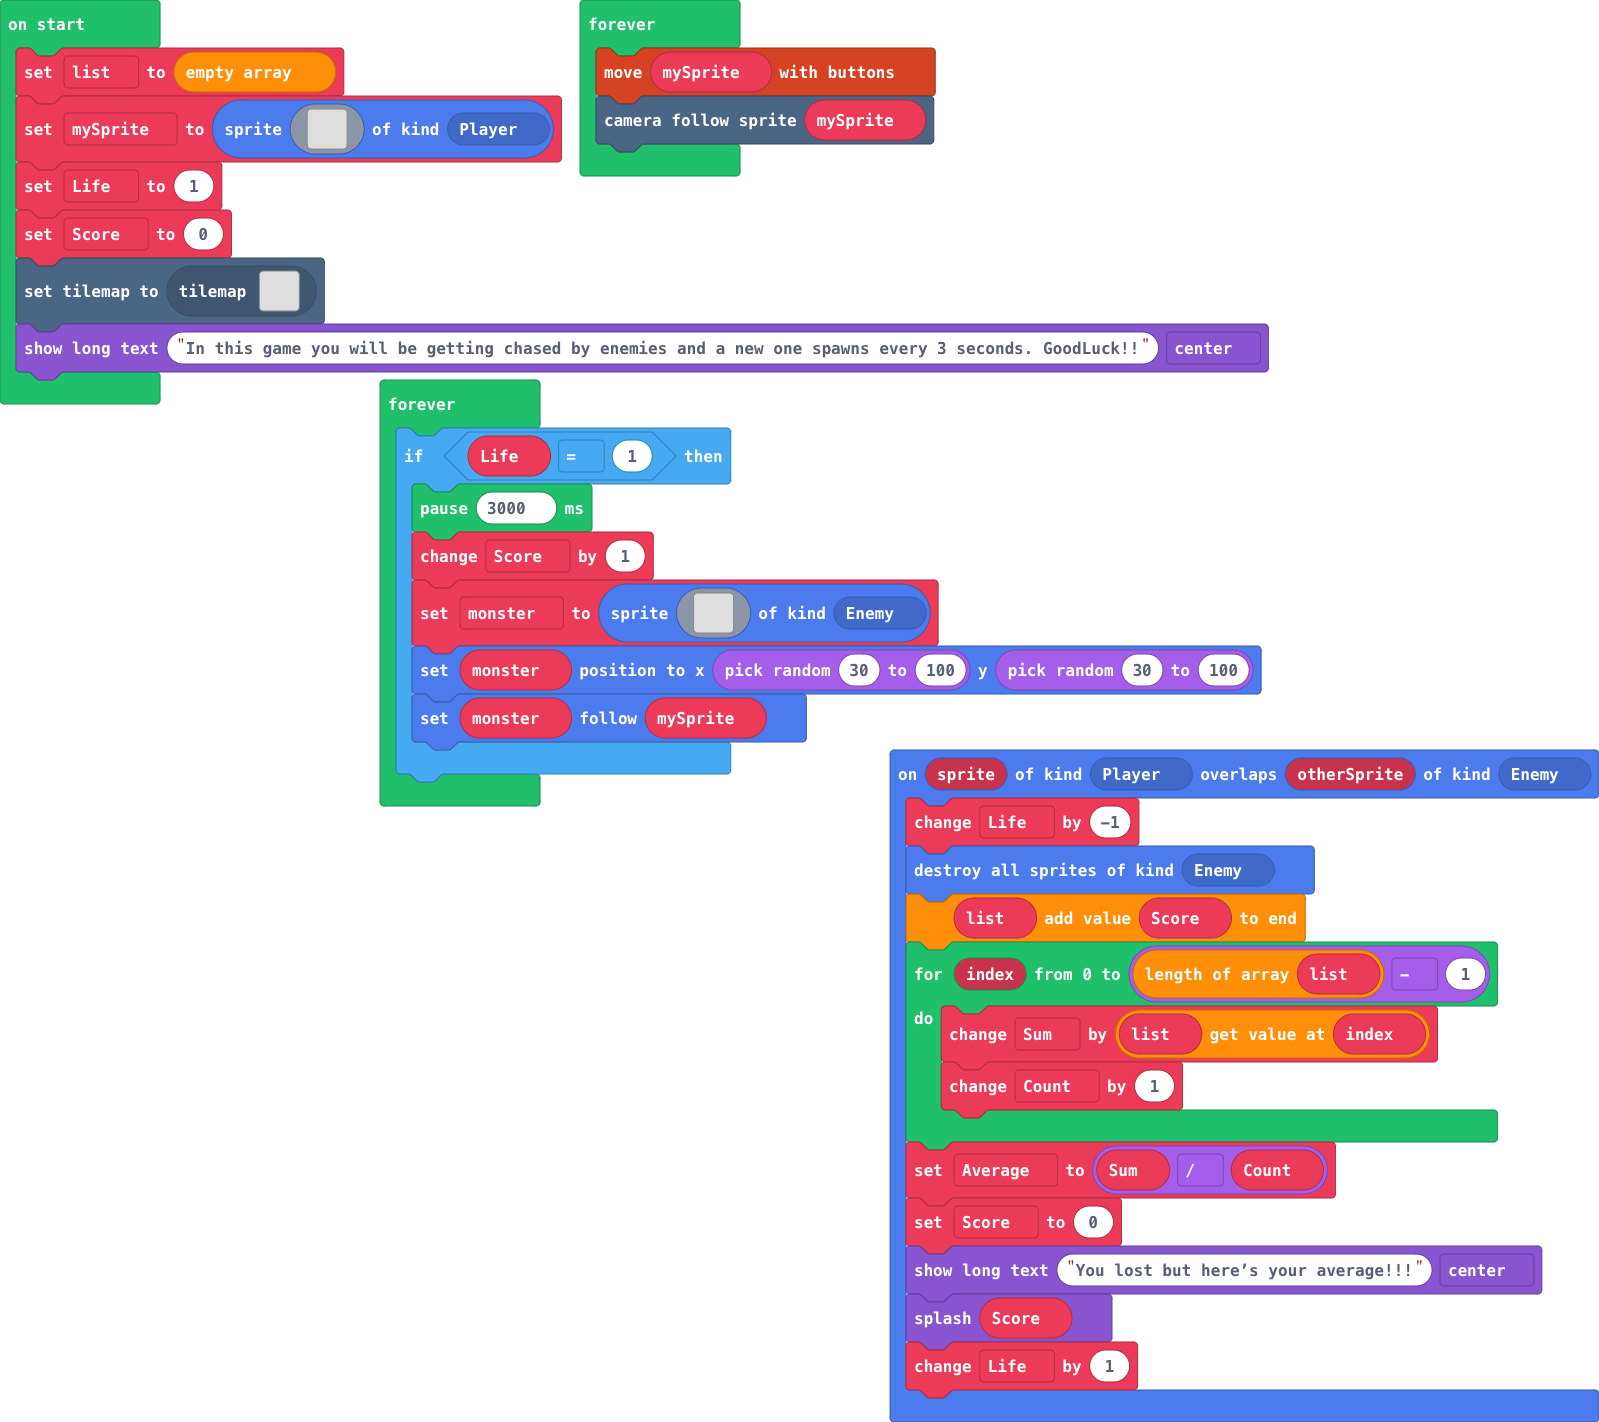 on start
set list to empty array
set mySprite to sprite of kind Player
set Life to 1
set Score to 0
set tilemap to tilemap
show long text "In this game you will be getting chased by enemies and a new one spawns every 3 seconds. GoodLuck!!" center
forever
move mySprite with buttons
camera follow sprite mySprite
forever
if Life = 1 then
pause 3000 ms
change Score by 1
set monster to sprite of kind Enemy
set monster position to x pick random 30 to 100 y pick random 30 to 100
set monster follow mySprite
on sprite of kind Player overlaps otherSprite of kind Enemy
change Life by −1
destroy all sprites of kind Enemy
list add value Score to end
for index from 0 to length of array list - 1
do
change Sum by list get value at index
change Count by 1
set Average to Sum / Count
set Score to 0
show long text "You lost but here’s your average!!!" center
splash Score
change Life by 1